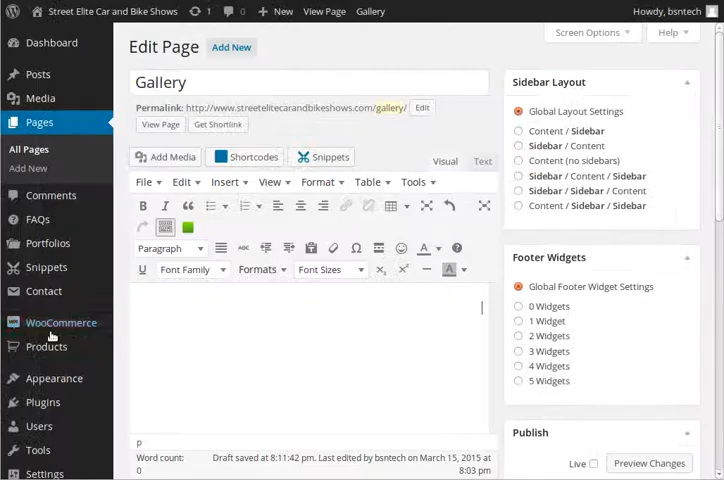 Street Elite Car and Bike Shows 1 0 + New View Page Gallery Howdy, bsntech
Dashboard
Posts
Media
Pages
All Pages
Add New
Comments
FAQs
Portfolios
Snippets
Contact
WooCommerce
Products
Appearance
Plugins
Users
Tools
Settings
Screen Options Help
Edit Page Add New
Gallery
Permalink: http://www.streetelitecarandbikeshows.com/gallery/ Edit
View Page Get Shortlink
Add Media Shortcodes Snippets Visual Text
File Edit Insert View Format Table Tools
B I
Paragraph ABC Ω A
U Font Family Formats Font Sizes A
p
Word count: 0 Draft saved at 8:11:42 pm. Last edited by bsntech on March 15, 2015 at 8:03 pm
Sidebar Layout
Global Layout Settings
Content / Sidebar
Sidebar / Content
Content (no sidebars)
Sidebar / Content / Sidebar
Sidebar / Sidebar / Content
Content / Sidebar / Sidebar
Footer Widgets
Global Footer Widget Settings
0 Widgets
1 Widget
2 Widgets
3 Widgets
4 Widgets
5 Widgets
Publish
Live Preview Changes